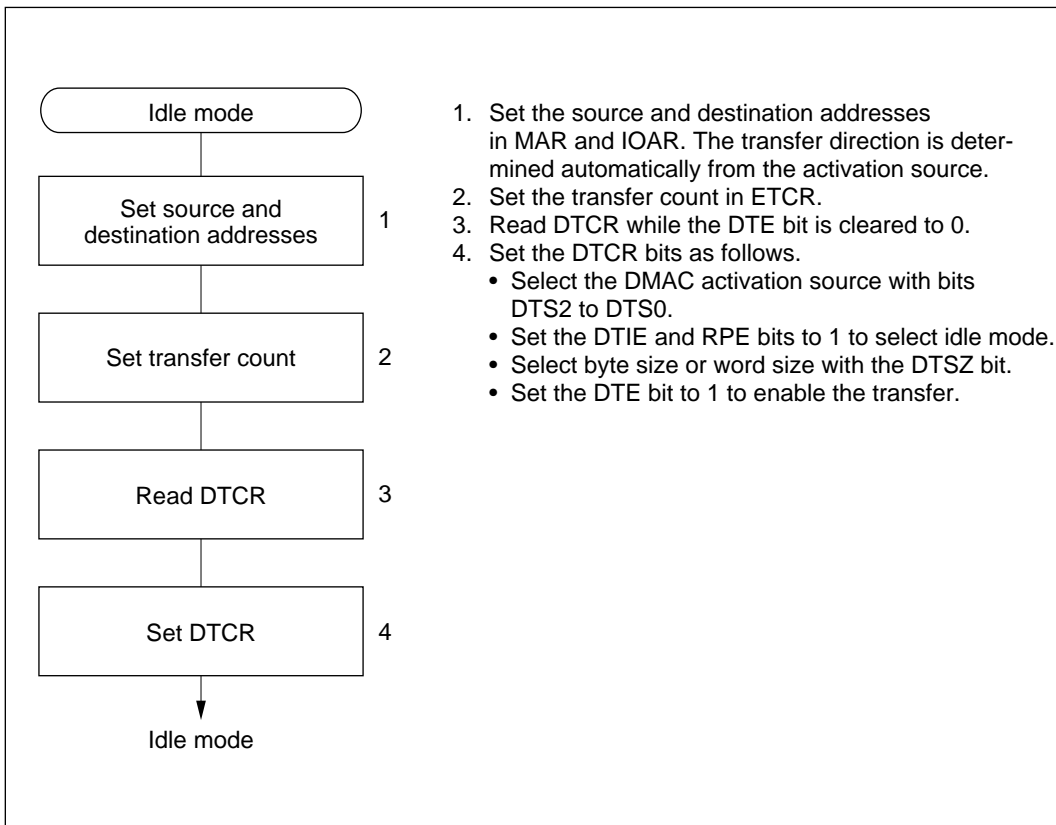 Idle mode
Set source and
destination addresses
1
Set transfer count
2
Read DTCR
3
Set DTCR
4
Idle mode
1. Set the source and destination addresses
in MAR and IOAR. The transfer direction is deter-
mined automatically from the activation source.
2. Set the transfer count in ETCR.
3. Read DTCR while the DTE bit is cleared to 0.
4. Set the DTCR bits as follows.
• Select the DMAC activation source with bits
DTS2 to DTS0.
• Set the DTIE and RPE bits to 1 to select idle mode.
• Select byte size or word size with the DTSZ bit.
• Set the DTE bit to 1 to enable the transfer.